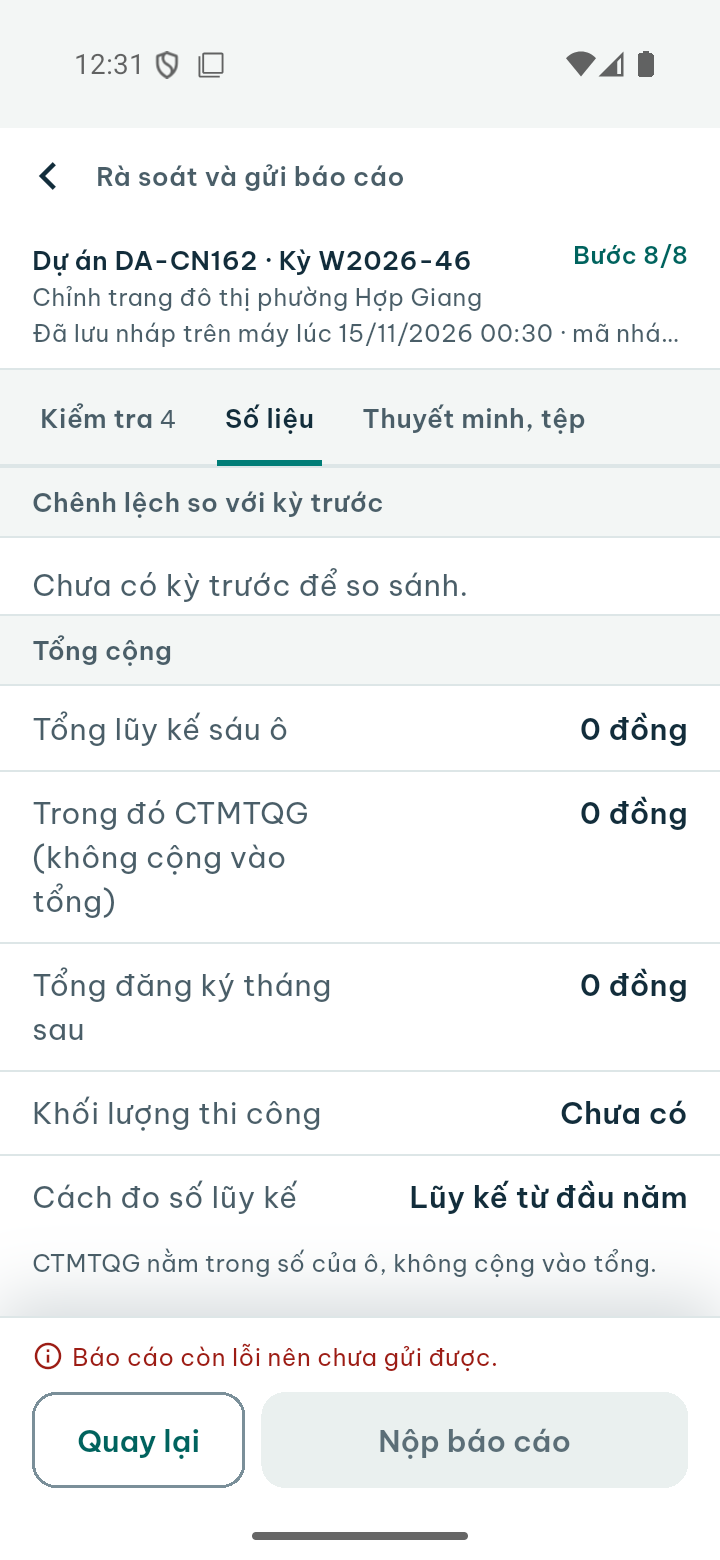 12:31
Rà soát và gửi báo cáo
Dự án DA-CN162 · Kỳ W2026-46
Bước 8/8
Chỉnh trang đô thị phường Hợp Giang
Đã lưu nháp trên máy lúc 15/11/2026 00:30 · mã nhá...
Kiểm tra 4
Số liệu
Thuyết minh, tệp
Chênh lệch so với kỳ trước
Chưa có kỳ trước để so sánh.
Tổng cộng
Tổng lũy kế sáu ô
0 đồng
Trong đó CTMTQG
(không cộng vào
tổng)
0 đồng
Tổng đăng ký tháng
sau
0 đồng
Khối lượng thi công
Chưa có
Cách đo số lũy kế
Lũy kế từ đầu năm
CTMTQG nằm trong số của ô, không cộng vào tổng.
Báo cáo còn lỗi nên chưa gửi được.
Quay lại
Nộp báo cáo